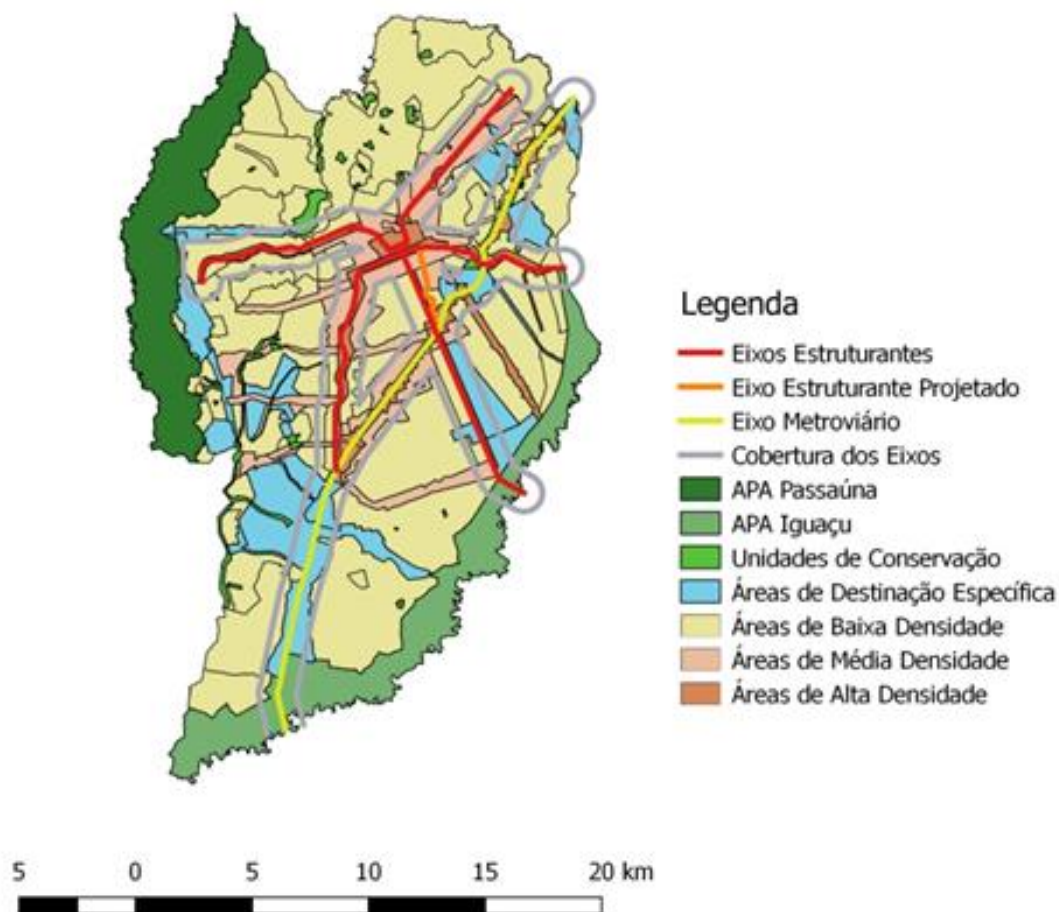 Legenda
Eixos Estruturantes
Eixo Estruturante Projetado
Eixo Metroviário
Cobertura dos Eixos
APA Passaúna
APA Iguaçu
Unidades de Conservação
Áreas de Destinação Específica
Áreas de Baixa Densidade
Áreas de Média Densidade
Áreas de Alta Densidade
5 0 5 10 15 20 km